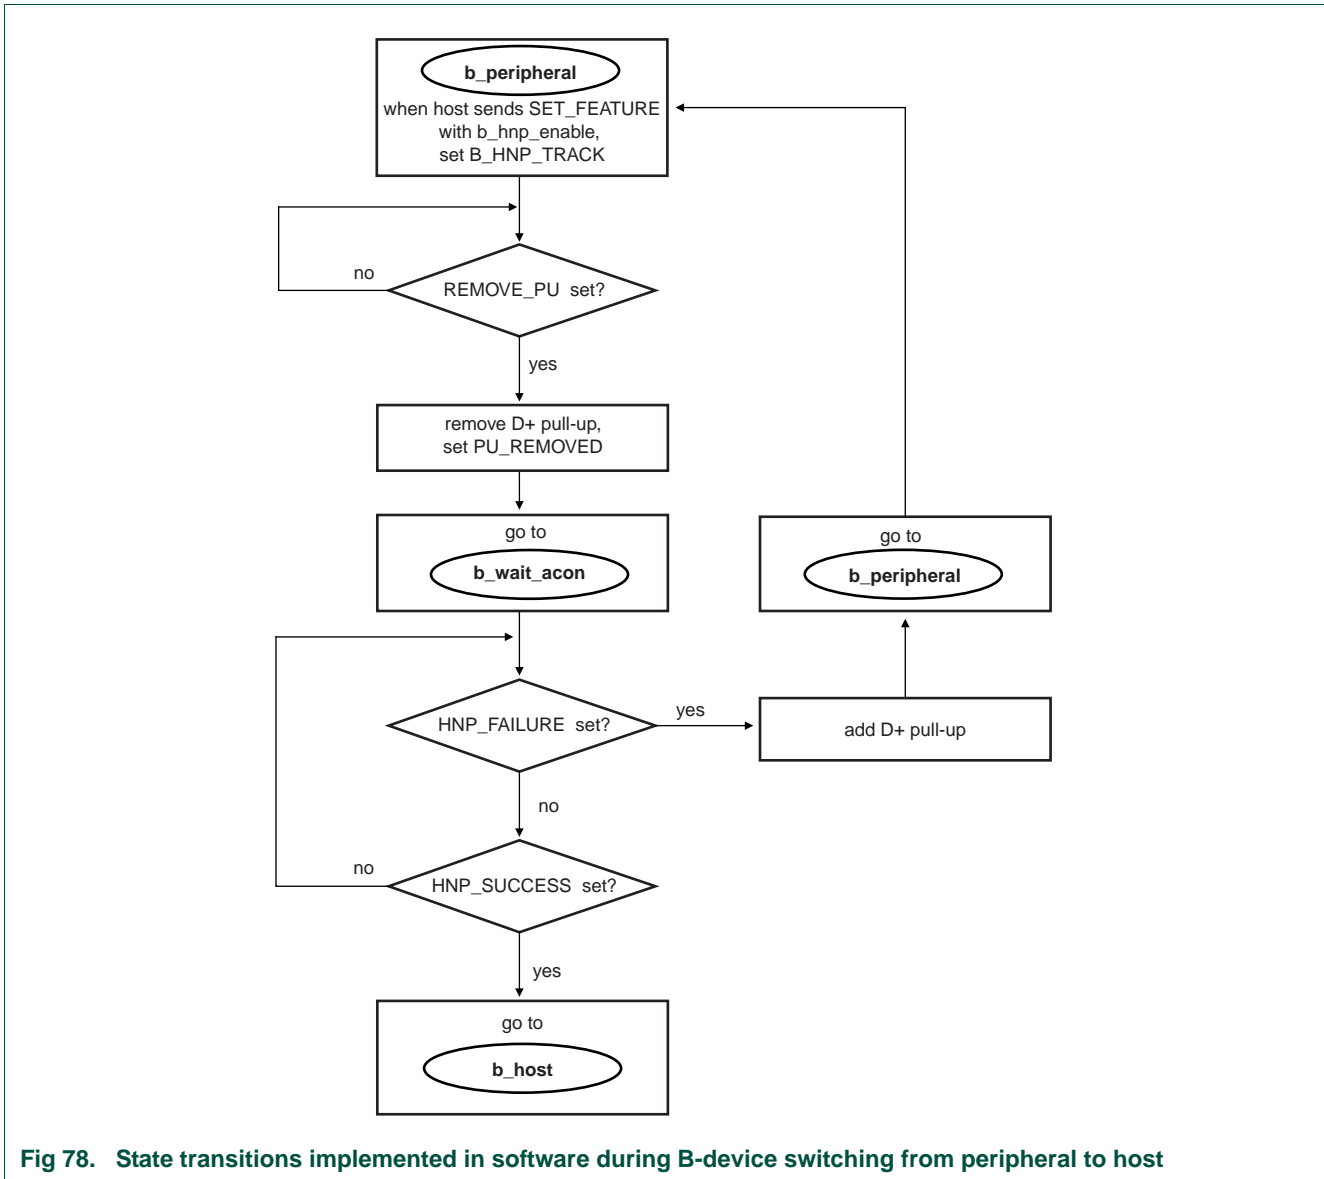 b_peripheral
when host sends SET_FEATURE
with b_hnp_enable,
set B_HNP_TRACK
no
REMOVE_PU set?
yes
remove D+ pull-up,
set PU_REMOVED
go to
b_wait_acon
go to
b_peripheral
HNP_FAILURE set?
yes
add D+ pull-up
no
no
HNP_SUCCESS set?
yes
go to
b_host
Fig 78. State transitions implemented in software during B-device switching from peripheral to host